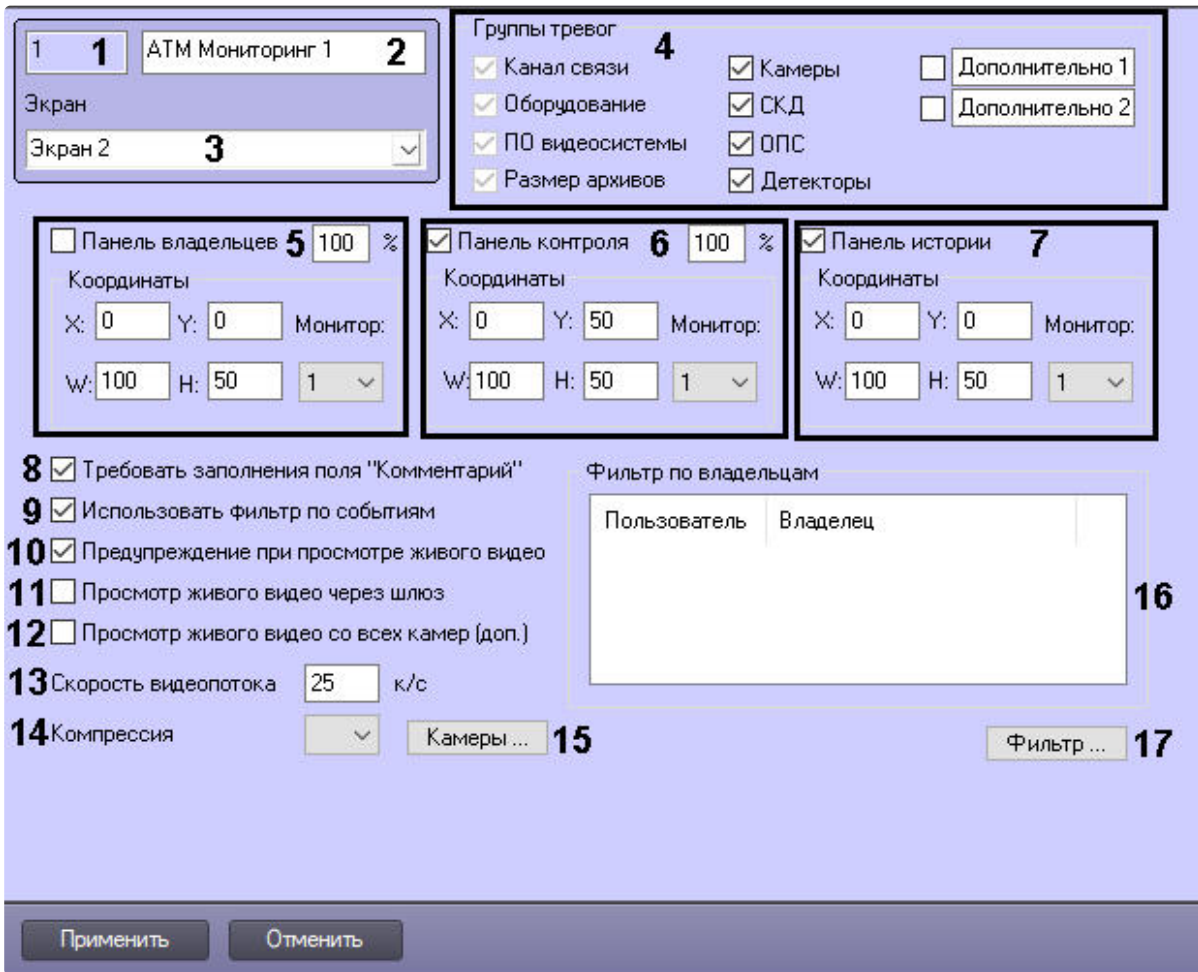 1 1 АТМ Мониторинг 1 2
Экран
Экран 2 3
Группы тревог 4
Канал связи Камеры Дополнительно 1
Оборудование СКД Дополнительно 2
ПО видеосистемы ОПС
Размер архивов Детекторы
Панель владельцев 5 100 %
Координаты
X: 0 Y: 0 Монитор:
W: 100 H: 50 1
Панель контроля 6 100 %
Координаты
X: 0 Y: 50 Монитор:
W: 100 H: 50 1
Панель истории 7
Координаты
X: 0 Y: 0 Монитор:
W: 100 H: 50 1
8 Требовать заполнения поля "Комментарий"
9 Использовать фильтр по событиям
10 Предупреждение при просмотре живого видео
11 Просмотр живого видео через шлюз
12 Просмотр живого видео со всех камер (доп.)
13 Скорость видеопотока 25 к/с
14 Компрессия Камеры ... 15
Фильтр по владельцам
Пользователь Владелец
16
Фильтр ... 17
Применить Отменить